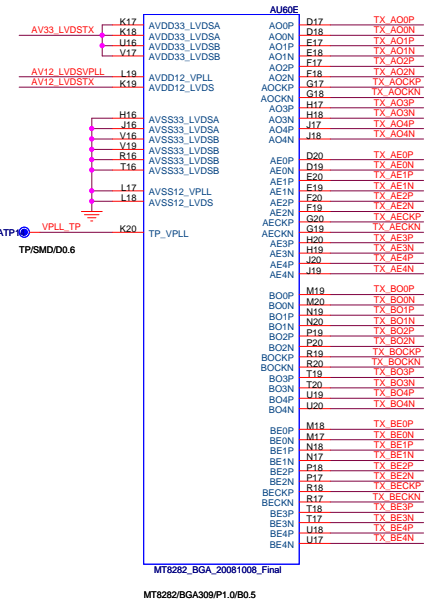 AU60E
K17 AVDD33_LVDSA AO0P D17 TX_AO0P
AV33_LVDSTX K18 AVDD33_LVDSA AO0N D18 TX_AO0N
U16 AVDD33_LVDSB AO1P E17 TX_AO1P
V17 AVDD33_LVDSB AO1N E18 TX_AO1N
AO2P F17 TX_AO2P
AV12_LVDSVPLL L19 AVDD12_VPLL AO2N F18 TX_AO2N
AV12_LVDSTX K19 AVDD12_LVDS AOCKP G17 TX_AOCKP
AOCKN G18 TX_AOCKN
AO3P H17 TX_AO3P
H16 AVSS33_LVDSA AO3N H18 TX_AO3N
J16 AVSS33_LVDSA AO4P J17 TX_AO4P
V16 AVSS33_LVDSB AO4N J18 TX_AO4N
V19 AVSS33_LVDSB
R16 AVSS33_LVDSB AE0P D20 TX_AE0P
T16 AVSS33_LVDSB AE0N D19 TX_AE0N
AE1P E20 TX_AE1P
L17 AVSS12_VPLL AE1N E19 TX_AE1N
L18 AVSS12_LVDS AE2P F20 TX_AE2P
AE2N F19 TX_AE2N
AECKP G20 TX_AECKP
ATP1 VPLL_TP K20 TP_VPLL AECKN G19 TX_AECKN
AE3P H20 TX_AE3P
TP/SMD/D0.6 AE3N H19 TX_AE3N
AE4P J20 TX_AE4P
AE4N J19 TX_AE4N
BO0P M19 TX_BO0P
BO0N M20 TX_BO0N
BO1P N19 TX_BO1P
BO1N N20 TX_BO1N
BO2P P19 TX_BO2P
BO2N P20 TX_BO2N
BOCKP R19 TX_BOCKP
BOCKN R20 TX_BOCKN
BO3P T19 TX_BO3P
BO3N T20 TX_BO3N
BO4P U19 TX_BO4P
BO4N U20 TX_BO4N
BE0P M18 TX_BE0P
BE0N M17 TX_BE0N
BE1P N18 TX_BE1P
BE1N N17 TX_BE1N
BE2P P18 TX_BE2P
BE2N P17 TX_BE2N
BECKP R18 TX_BECKP
BECKN R17 TX_BECKN
BE3P T18 TX_BE3P
BE3N T17 TX_BE3N
BE4P U18 TX_BE4P
BE4N U17 TX_BE4N
MT8282_BGA_20081008_Final
MT8282/BGA309/P1.0/B0.5